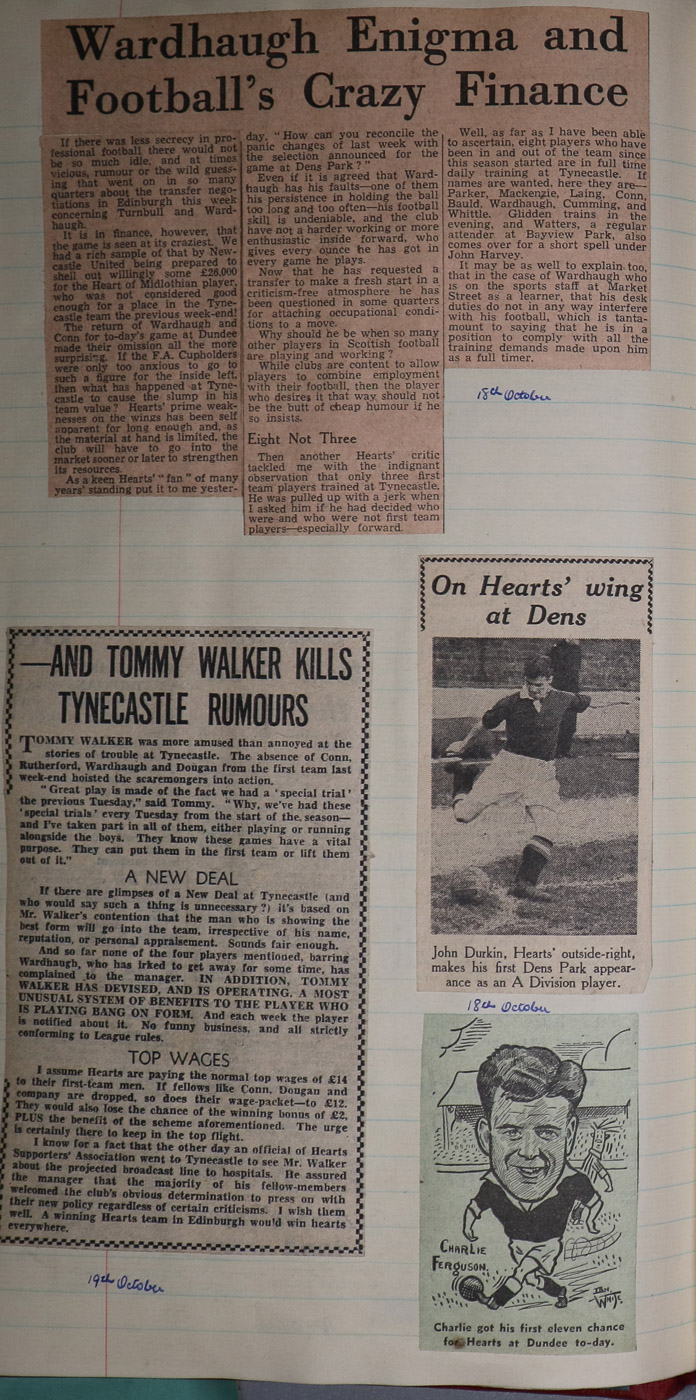 Wardhaugh Enigma and
Football's Crazy Finance
If there was less secrecy in pro-
fessional football there would not
be so much idle, and at times
vicious, rumour or the wild guess-
ing that went on in so many
quarters about the transfer nego-
tiations in Edinburgh this week
concerning Turnbull and Ward-
haugh.
It is in finance, however, that
the game is seen at its craziest. We
had a rich sample of that by New-
castle United being prepared to
shell out willingly some £26,000
for the Heart of Midlothian player,
who was not considered good
enough for a place in the Tyne-
castle team the previous week-end!
The return of Wardhaugh and
Conn for to-day's game at Dundee
made their omission all the more
surprising. If the F.A. Cupholders
were only too anxious to go to
such a figure for the inside left,
then what has happened at Tyne-
castle to cause the slump in his
team value? Hearts' prime weak-
nesses on the wings has been self
apparent for long enough and, as
the material at hand is limited, the
club will have to go into the
market sooner or later to strengthen
its resources.
As a keen Hearts' "fan" of many
years' standing put it to me yester-
day, "How can you reconcile the
panic changes of last week with
the selection announced for the
game at Dens Park?"
Even if it is agreed that Ward-
haugh has his faults—one of them
his persistence in holding the ball
too long and too often—his football
skill is undeniable, and the club
have not a harder working or more
enthusiastic inside forward, who
gives every ounce he has got in
every game he plays.
Now that he has requested a
transfer to make a fresh start in a
criticism-free atmosphere he has
been questioned in some quarters
for attaching occupational condi-
tions to a move.
Why should he be when so many
other players in Scottish football
are playing and working?
While clubs are content to allow
players to combine employment
with their football, then the player
who desires it that way should not
be the butt of cheap humour if he
so insists.
Eight Not Three
Then another Hearts' critic
tackled me with the indignant
observation that only three first
team players trained at Tynecastle.
He was pulled up with a jerk when
I asked him if he had decided who
were and who were not first team
players—especially forward.
Well, as far as I have been able
to ascertain, eight players who have
been in and out of the team since
this season started are in full time
daily training at Tynecastle. If
names are wanted, here they are—
Parker, Mackenzie, Laing, Conn,
Bauld, Wardhaugh, Cumming, and
Whittle. Glidden trains in the
evening, and Watters, a regular
attender at Bayview Park, also
comes over for a short spell under
John Harvey.
It may be as well to explain too,
that in the case of Wardhaugh who
is on the sports staff at Market
Street as a learner, that his desk
duties do not in any way interfere
with his football, which is tanta-
mount to saying that he is in a
position to comply with all the
training demands made upon him
as a full timer.
18th October
—AND TOMMY WALKER KILLS
TYNECASTLE RUMOURS
TOMMY WALKER was more amused than annoyed at the
stories of trouble at Tynecastle. The absence of Conn,
Rutherford, Wardhaugh and Dougan from the first team last
week-end hoisted the scaremongers into action.
"Great play is made of the fact we had a 'special trial'
the previous Tuesday," said Tommy. "Why, we've had these
'special trials' every Tuesday from the start of the season—
and I've taken part in all of them, either playing or running
alongside the boys. They know these games have a vital
purpose. They can put them in the first team or lift them
out of it."
A NEW DEAL
If there are glimpses of a New Deal at Tynecastle (and
who would say such a thing is unnecessary?) it's based on
Mr. Walker's contention that the man who is showing the
best form will go into the team, irrespective of his name,
reputation, or personal appraisement. Sounds fair enough.
And so far none of the four players mentioned, barring
Wardhaugh, who has irked to get away for some time, has
complained to the manager. IN ADDITION, TOMMY
WALKER HAS DEVISED, AND IS OPERATING, A MOST
UNUSUAL SYSTEM OF BENEFITS TO THE PLAYER WHO
IS PLAYING BANG ON FORM. And each week the player
is notified about it. No funny business, and all strictly
conforming to League rules.
TOP WAGES
I assume Hearts are paying the normal top wages of £14
to their first-team men. If fellows like Conn, Dougan and
company are dropped, so does their wage-packet—to £12.
They would also lose the chance of the winning bonus of £2,
PLUS the benefit of the scheme aforementioned. The urge
is certainly there to keep in the top flight.
I know for a fact that the other day an official of Hearts
Supporters' Association went to Tynecastle to see Mr. Walker
about the projected broadcast line to hospitals. He assured
the manager that the majority of his fellow-members
welcomed the club's obvious determination to press on with
their new policy regardless of certain criticisms. I wish them
well. A winning Hearts team in Edinburgh would win hearts
everywhere.
19th October
On Hearts' wing
at Dens
John Durkin, Hearts' outside-right,
makes his first Dens Park appear-
ance as an A Division player.
18th October
CHARLIE
FERGUSON.
WHITE.
Charlie got his first eleven chance
for Hearts at Dundee to-day.